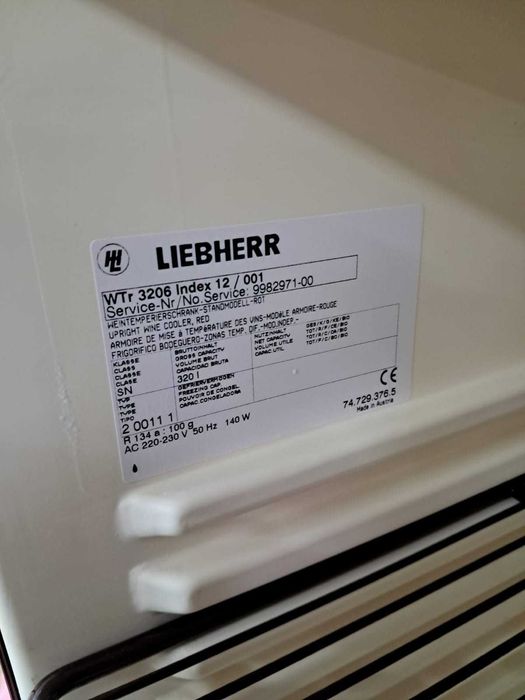 HL LIEBHERR
WTr 3206 Index 12 / 001
Service-Nr/No.Service: 9982971-00
WEINTEMPERIERSCHRANK-STANDMODELL-ROT
UPRIGHT WINE COOLER, RED
ARMOIRE DE MISE à TEMPéRATURE DES VINS-MODèLE ARMOIRE-ROUGE
FRIGORIFICO BODEGUERO-ZONAS TEMP. DIF.-MOD.INDEP.-
KLASSE
CLASS
CLASSE
CLASE
SN
BRUTTOINHALT
GROSS CAPACITY
VOLUME BRUT
CAPACIDAD BRUTA
320 l
NUTZINHALT
NET CAPACITY
VOLUME UTILE
CAPAC.UTIL
TYP
TYPE
TYPE
TIPO
2 0011 1
GEFRIERVERMÖGEN
FREEZING CAP.
POUVOIR DE CONGEL.
CAPAC.CONGELADORA
R 134 a : 100 g
AC 220-230 V 50 Hz 140 W
CE
74.729.376.5
Made in Austria